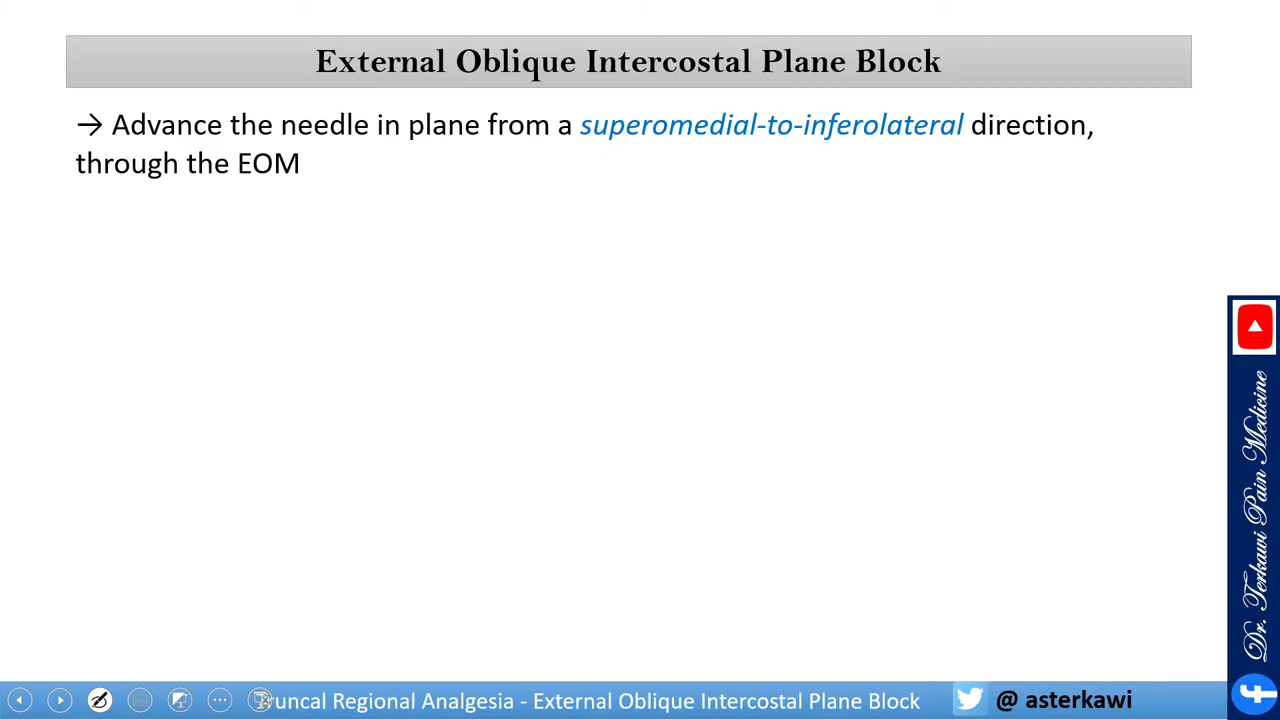 External Oblique Intercostal Plane Block
→ Advance the needle in plane from a superomedial-to-inferolateral direction,
through the EOM
Dr. Terkawi Pain Medicine
Truncal Regional Analgesia - External Oblique Intercostal Plane Block
@ asterkawi